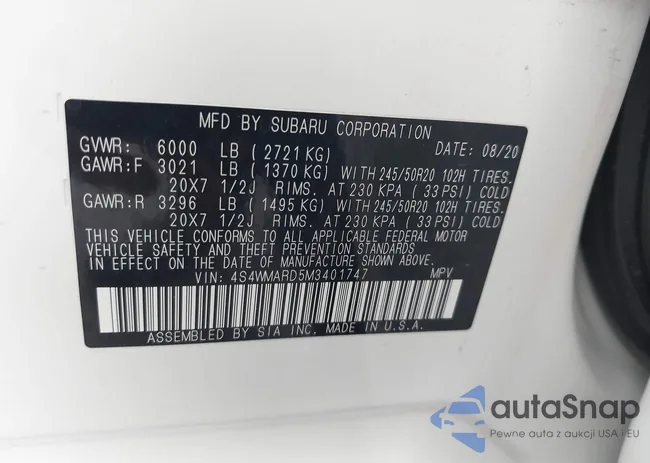 MFD BY SUBARU CORPORATION
GVWR: 6000 LB (2721 KG) DATE: 08/20
GAWR:F 3021 LB (1370 KG) WITH 245/50R20 102H TIRES.
20X7 1/2J RIMS. AT 230 KPA (33 PSI) COLD
GAWR:R 3296 LB (1495 KG) WITH 245/50R20 102H TIRES.
20X7 1/2J RIMS. AT 230 KPA (33 PSI) COLD
THIS VEHICLE CONFORMS TO ALL APPLICABLE FEDERAL MOTOR
VEHICLE SAFETY AND THEFT PREVENTION STANDARDS IN
EFFECT ON THE DATE OF MANUFACTURE SHOWN ABOVE.
VIN: 4S4WMARD5M3401747 MPV
ASSEMBLED BY SIA INC. MADE IN U.S.A.
autaSnap
Pewne auta z aukcji USA i EU